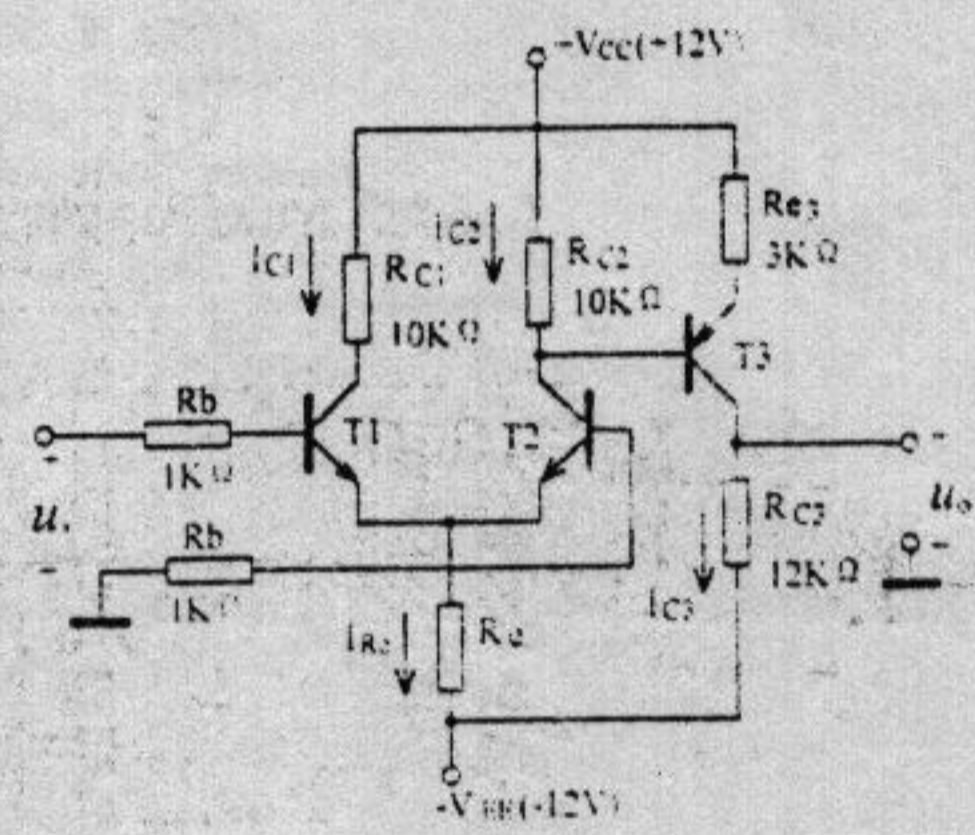 -VCC(+12V)
Re3
3KΩ
IC1
RC1
10KΩ
IC2
RC2
10KΩ
T3
Rb
1KΩ
T1
T2
u
Rb
1K
RC3
12KΩ
IC3
uo
IRe
Re
-VEE(-12V)